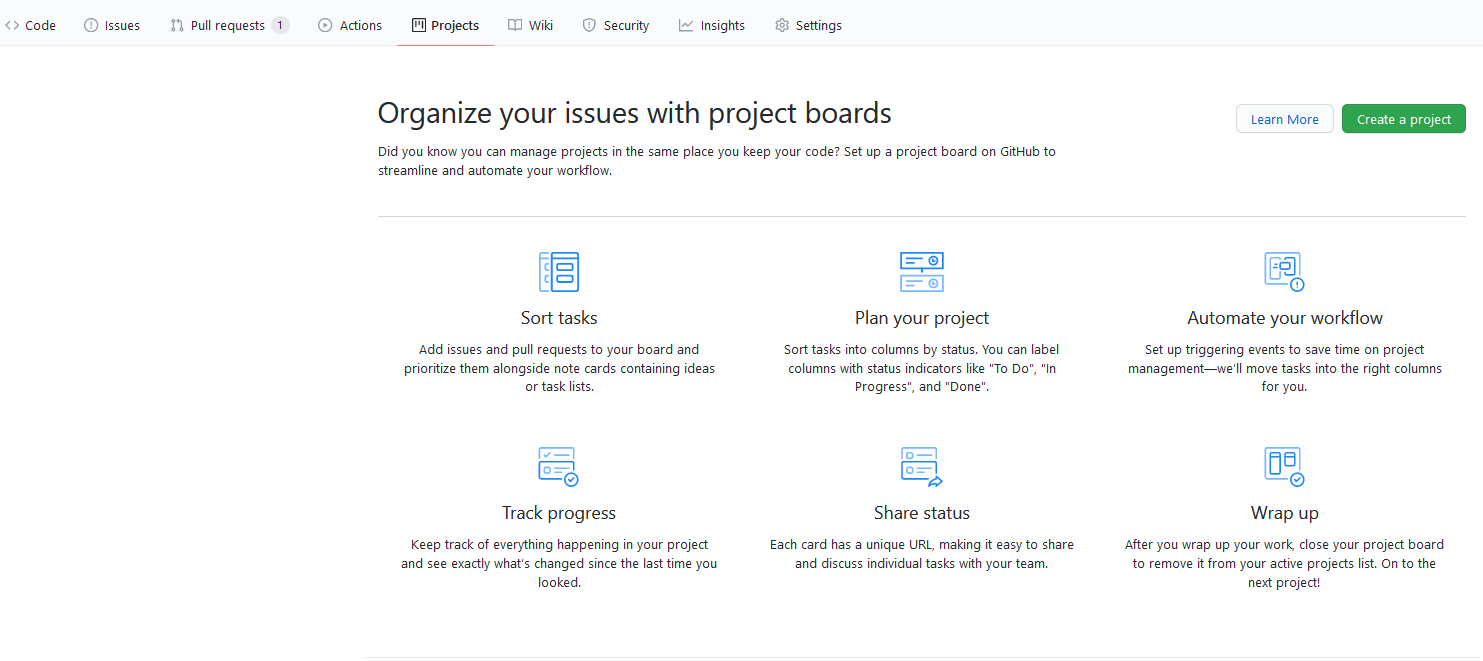 Code Issues Pull requests 1 Actions Projects Wiki Security Insights Settings
Organize your issues with project boards
Learn More Create a project
Did you know you can manage projects in the same place you keep your code? Set up a project board on GitHub to
streamline and automate your workflow.
Sort tasks
Add issues and pull requests to your board and
prioritize them alongside note cards containing ideas
or task lists.
Plan your project
Sort tasks into columns by status. You can label
columns with status indicators like "To Do", "In
Progress", and "Done".
Automate your workflow
Set up triggering events to save time on project
management—we'll move tasks into the right columns
for you.
Track progress
Keep track of everything happening in your project
and see exactly what's changed since the last time you
looked.
Share status
Each card has a unique URL, making it easy to share
and discuss individual tasks with your team.
Wrap up
After you wrap up your work, close your project board
to remove it from your active projects list. On to the
next project!